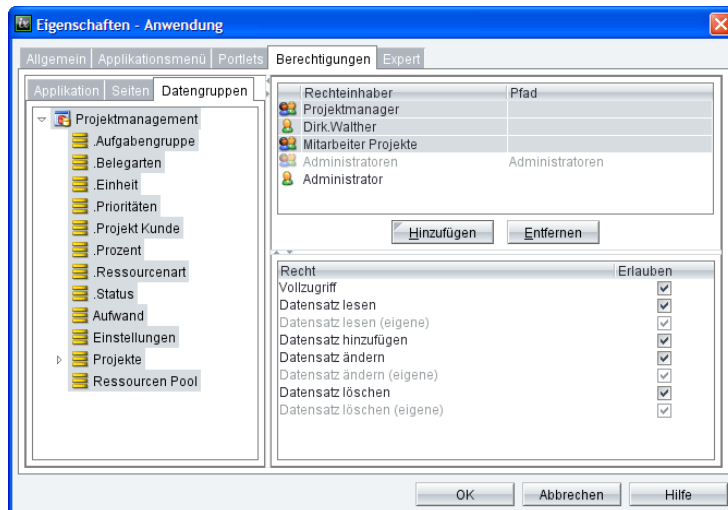 Eigenschaften - Anwendung
Allgemein Applikationsmenü Portlets Berechtigungen Expert
Applikation Seiten Datengruppen
Projektmanagement
.Aufgabengruppe
.Belegarten
.Einheit
.Prioritäten
.Projekt Kunde
.Prozent
.Ressourcenart
.Status
Aufwand
Einstellungen
Projekte
Ressourcen Pool
Rechteinhaber Pfad
Projektmanager
Dirk.Walther
Mitarbeiter Projekte
Administratoren Administratoren
Administrator
Hinzufügen Entfernen
Recht Erlauben
Vollzugriff
Datensatz lesen
Datensatz lesen (eigene)
Datensatz hinzufügen
Datensatz ändern
Datensatz ändern (eigene)
Datensatz löschen
Datensatz löschen (eigene)
OK Abbrechen Hilfe